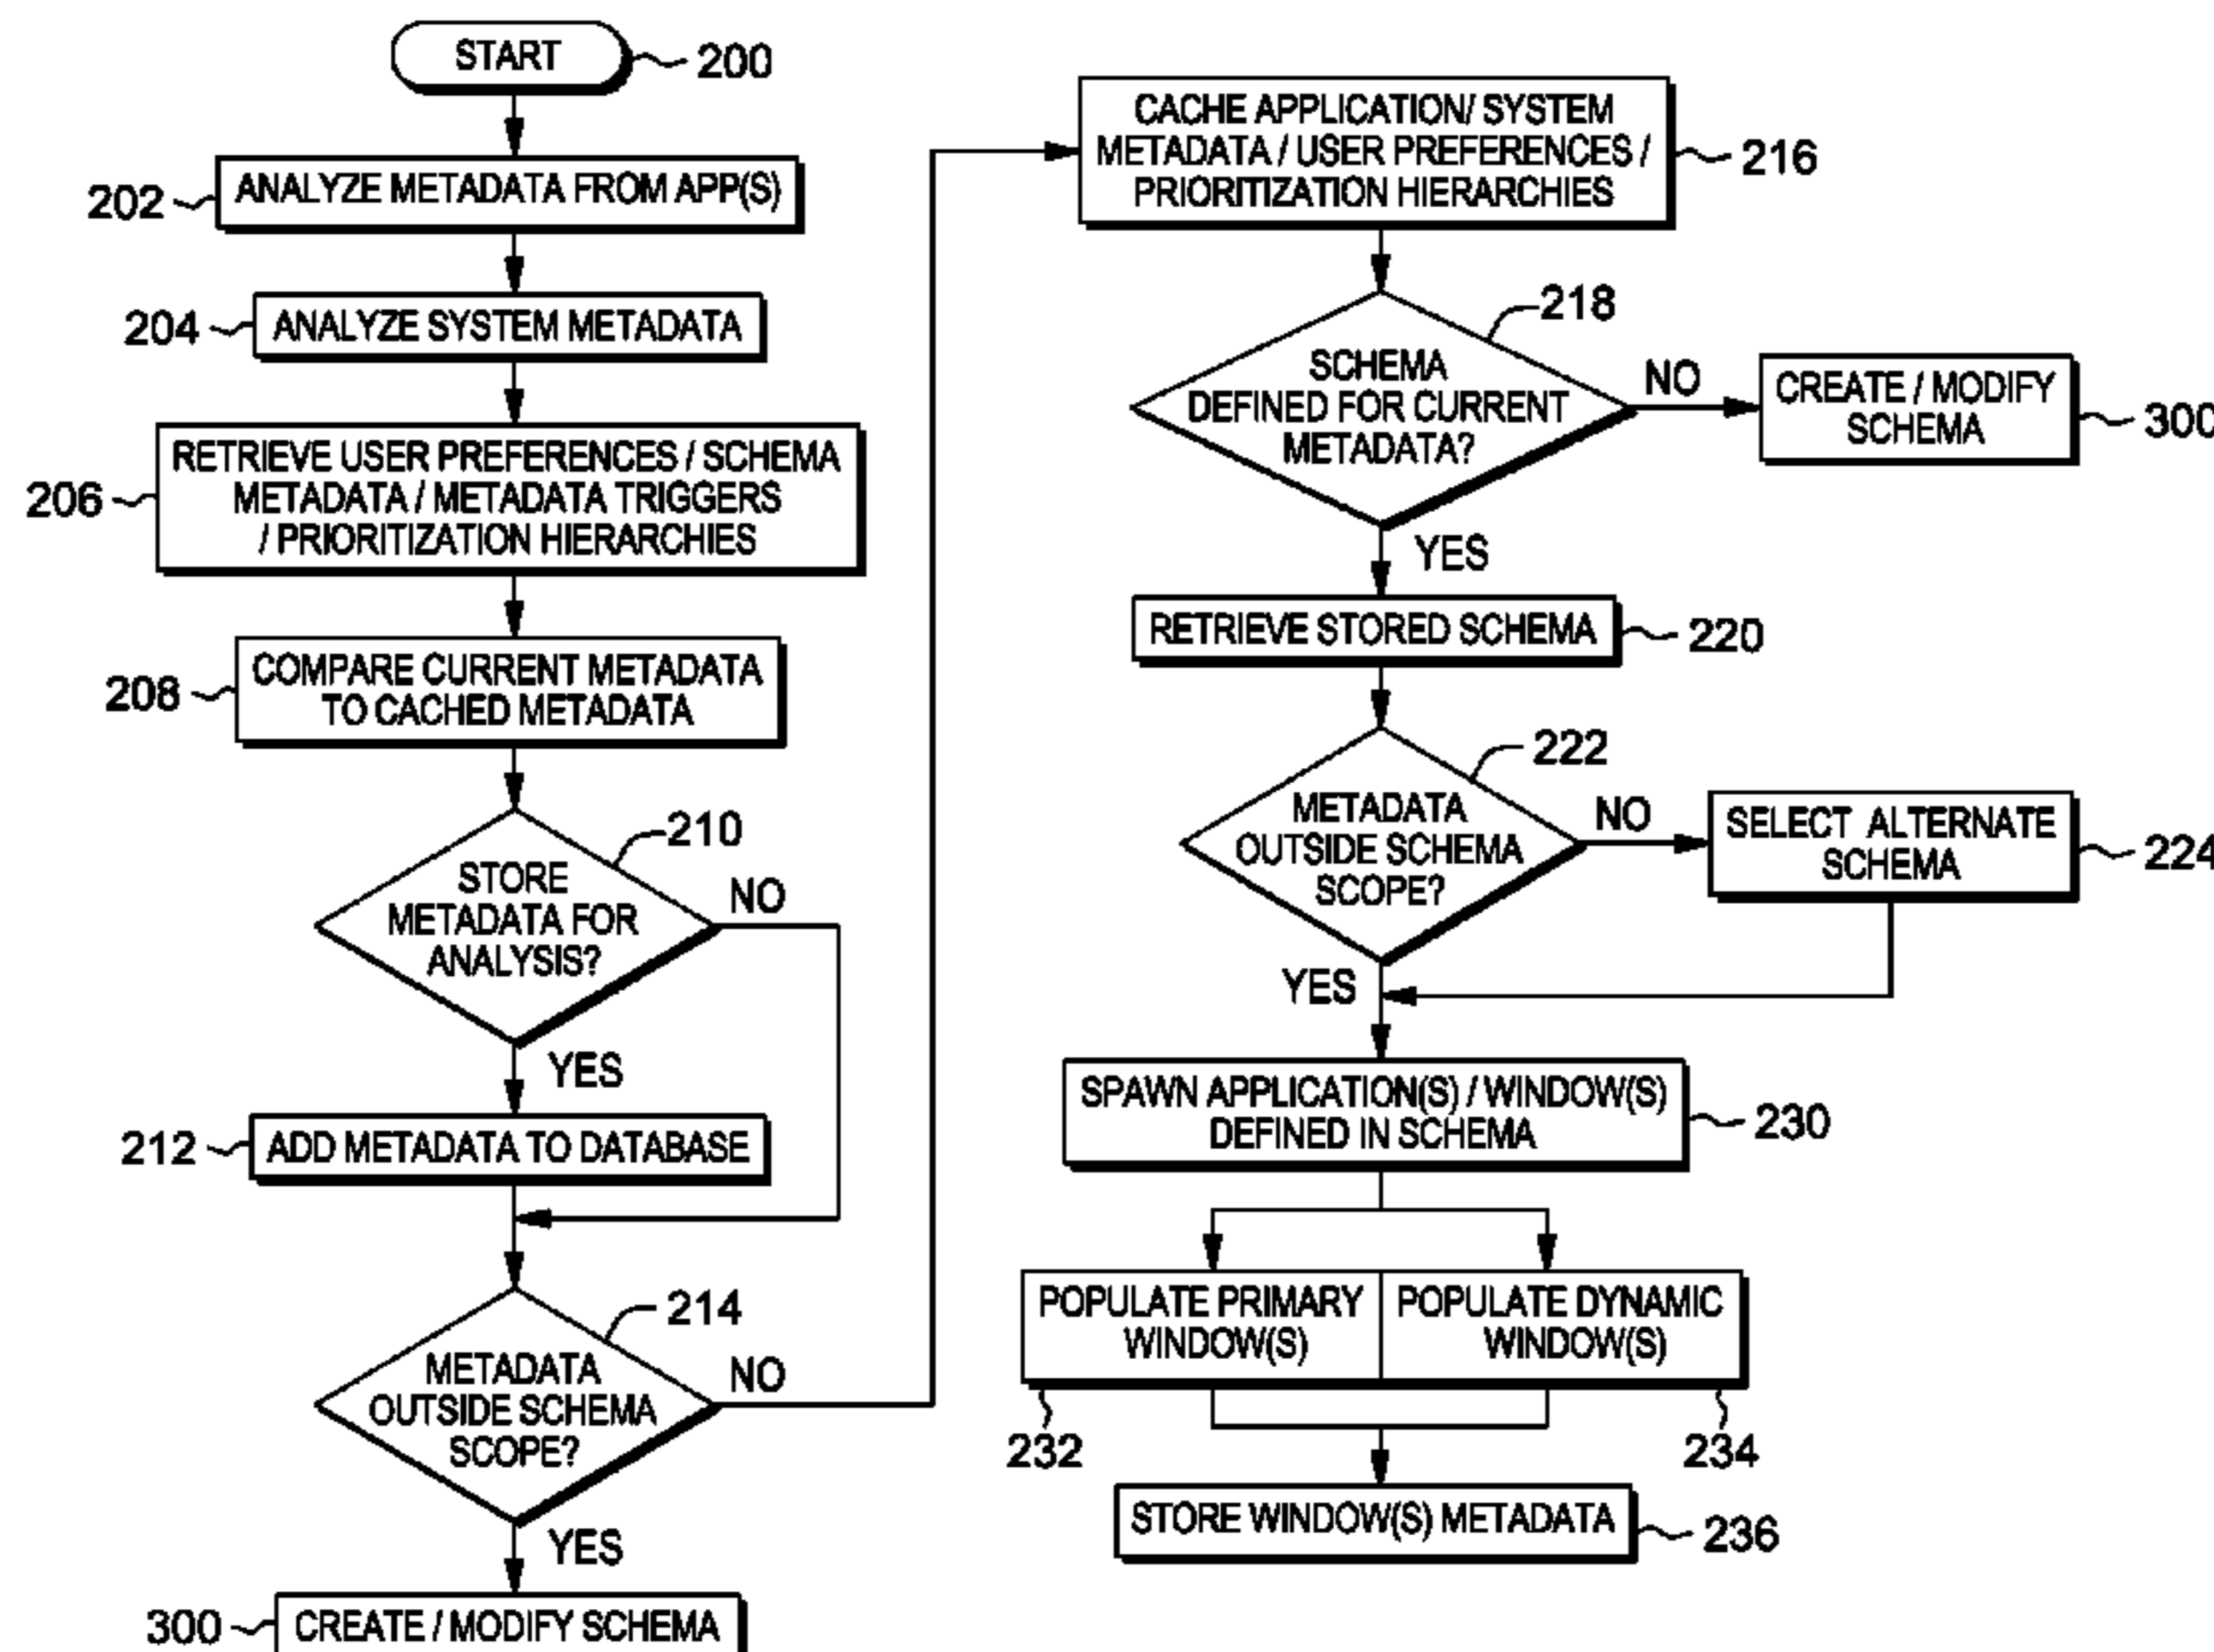 START
200
202
ANALYZE METADATA FROM APP(S)
204
ANALYZE SYSTEM METADATA
206
RETRIEVE USER PREFERENCES / SCHEMA
METADATA / METADATA TRIGGERS
/ PRIORITIZATION HIERARCHIES
208
COMPARE CURRENT METADATA
TO CACHED METADATA
210
STORE
METADATA FOR
ANALYSIS?
NO
YES
212
ADD METADATA TO DATABASE
214
METADATA
OUTSIDE SCHEMA
SCOPE?
NO
YES
300
CREATE / MODIFY SCHEMA
CACHE APPLICATION/ SYSTEM
METADATA / USER PREFERENCES /
PRIORITIZATION HIERARCHIES
216
218
SCHEMA
DEFINED FOR CURRENT
METADATA?
NO
CREATE / MODIFY
SCHEMA
300
YES
RETRIEVE STORED SCHEMA
220
222
METADATA
OUTSIDE SCHEMA
SCOPE?
NO
SELECT ALTERNATE
SCHEMA
224
YES
SPAWN APPLICATION(S) / WINDOW(S)
DEFINED IN SCHEMA
230
POPULATE PRIMARY
WINDOW(S)
POPULATE DYNAMIC
WINDOW(S)
232
234
STORE WINDOW(S) METADATA
236